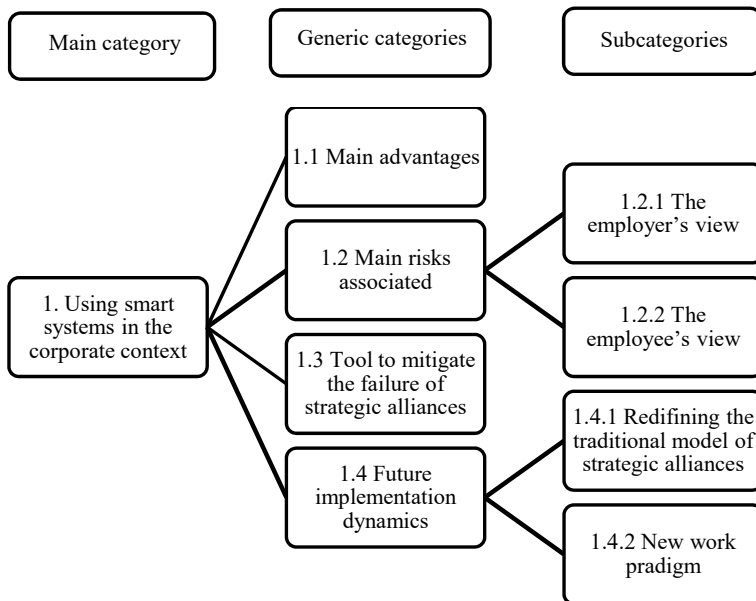 Main category
Generic categories
Subcategories
1.1 Main advantages
1.2 Main risks
associated
1. Using smart
systems in the
corporate context
1.3 Tool to mitigate
the failure of
strategic alliances
1.4 Future
implementation
dynamics
1.2.1 The
employer’s view
1.2.2 The
employee’s view
1.4.1 Redifining the
traditional model of
strategic alliances
1.4.2 New work
pradigm